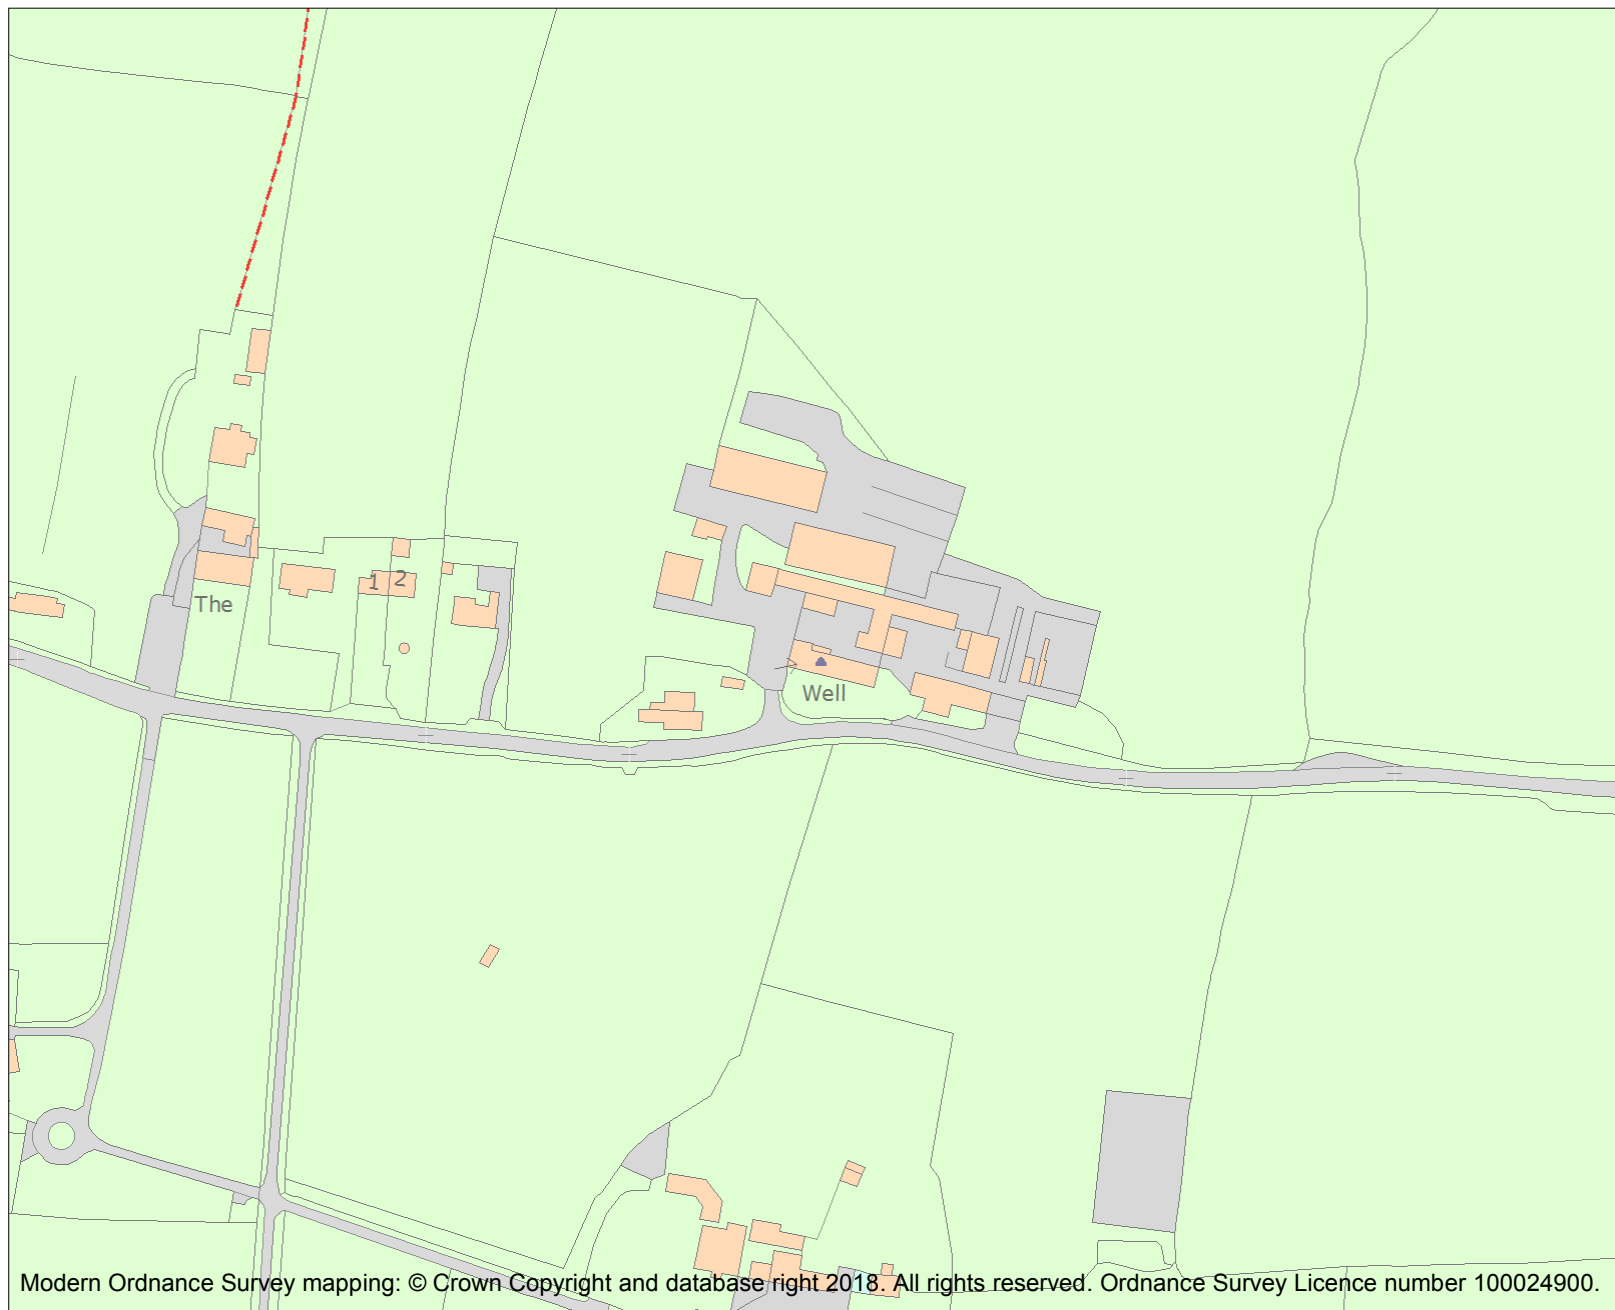 1 2
The
Well
Modern Ordnance Survey mapping: © Crown Copyright and database right 2018. All rights reserved. Ordnance Survey Licence number 100024900.